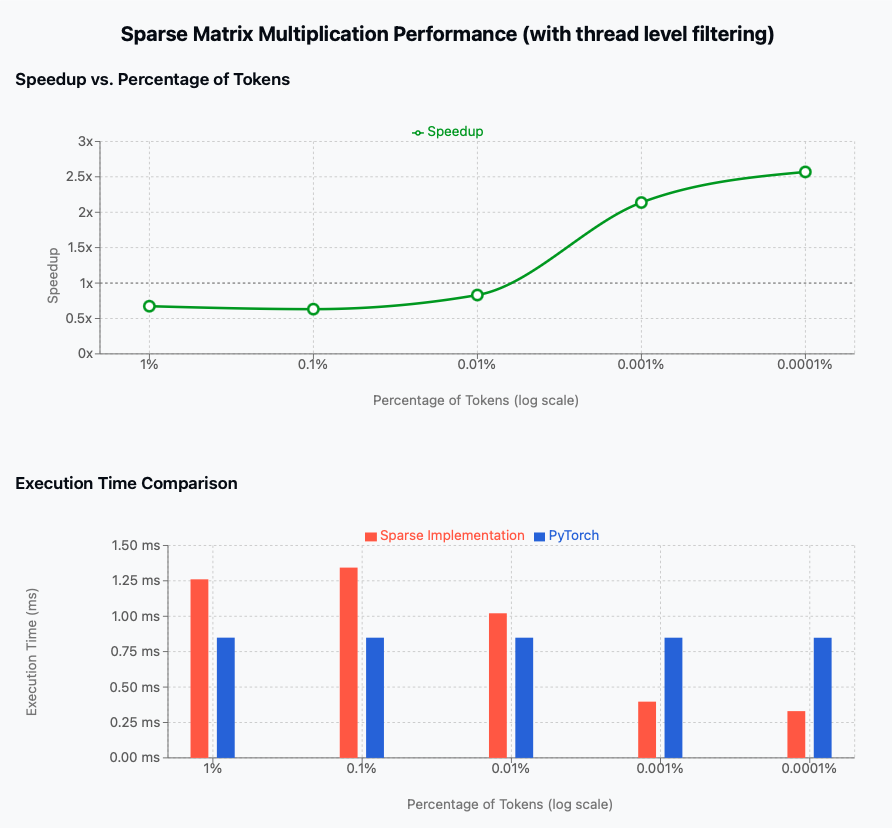 Sparse Matrix Multiplication Performance (with thread level filtering)
Speedup vs. Percentage of Tokens
Speedup
3x
2.5x
2x
1.5x
1x
0.5x
0x
Speedup
1% 0.1% 0.01% 0.001% 0.0001%
Percentage of Tokens (log scale)
Execution Time Comparison
Sparse Implementation PyTorch
1.50 ms
1.25 ms
1.00 ms
0.75 ms
0.50 ms
0.25 ms
0.00 ms
Execution Time (ms)
1% 0.1% 0.01% 0.001% 0.0001%
Percentage of Tokens (log scale)